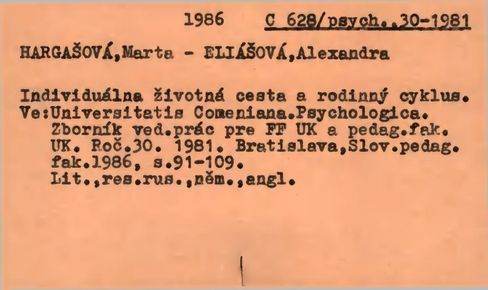 1986 C 628/psych..30-1981
HARGAŠOVÁ,Marta - ELIÁŠOVÁ,Alexandra
Individuálna životná cesta a rodinný cyklus.
Ve:Universitatis Comeniana.Psychologica.
Zborník ved.prác pre FF UK a pedag.fak.
UK. Roč.30. 1981. Bratislava,Slov.pedag.
fak.1986, s.91-109.
Lit.,res.rus.,něm.,angl.